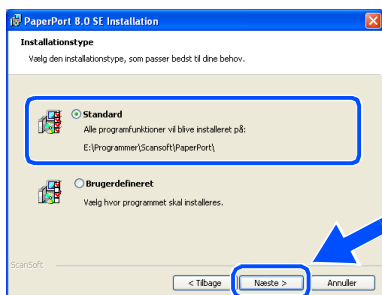 PaperPort 8.0 SE Installation
Installationstype
Vælg den installationstype, som passer bedst til dine behov.
Standard
Alle programfunktioner vil blive installeret på:
E:\Programmer\Scansoft\PaperPort\
Brugerdefineret
Vælg hvor programmet skal installeres.
ScanSoft
< Tilbage
Næste >
Annuller